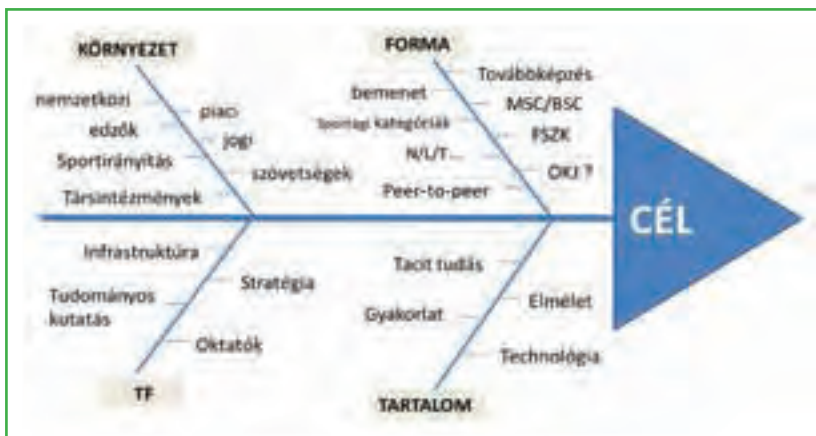 KÖRNYEZET
nemzetközi
edzők
Sportirányítás
Társintézmények
piaci
jogi
szövetségek
FORMA
bemenet
Sportági kategóriák
N/L/T...
Peer-to-peer
Továbbképzés
MSC/BSC
FSZK
OKJ ?
CÉL
Infrastruktúra
Tudományos
kutatás
Stratégia
Oktatók
TF
Tacit tudás
Gyakorlat
Elmélet
Technológia
TARTALOM